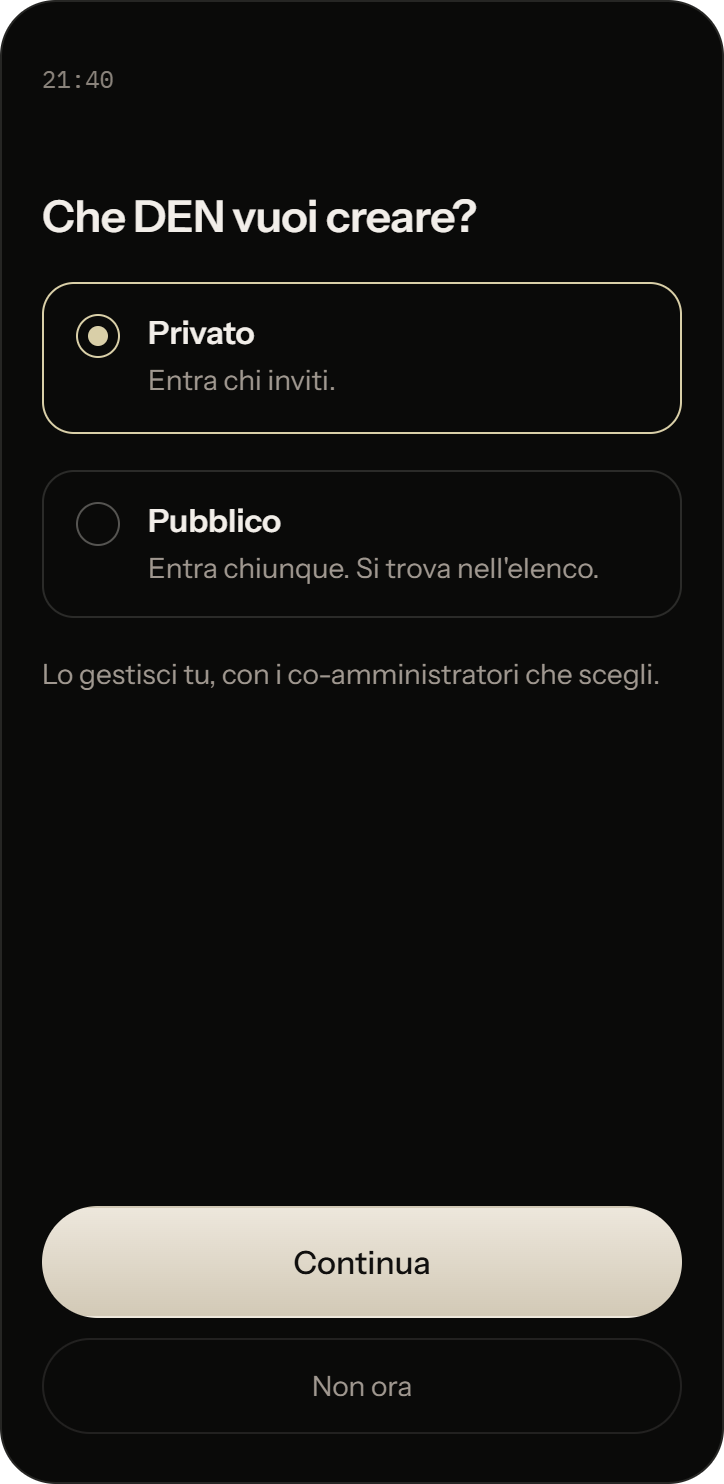 21:40
Che DEN vuoi creare?
Privato
Entra chi inviti.
Pubblico
Entra chiunque. Si trova nell'elenco.
Lo gestisci tu, con i co-amministratori che scegli.
Continua
Non ora